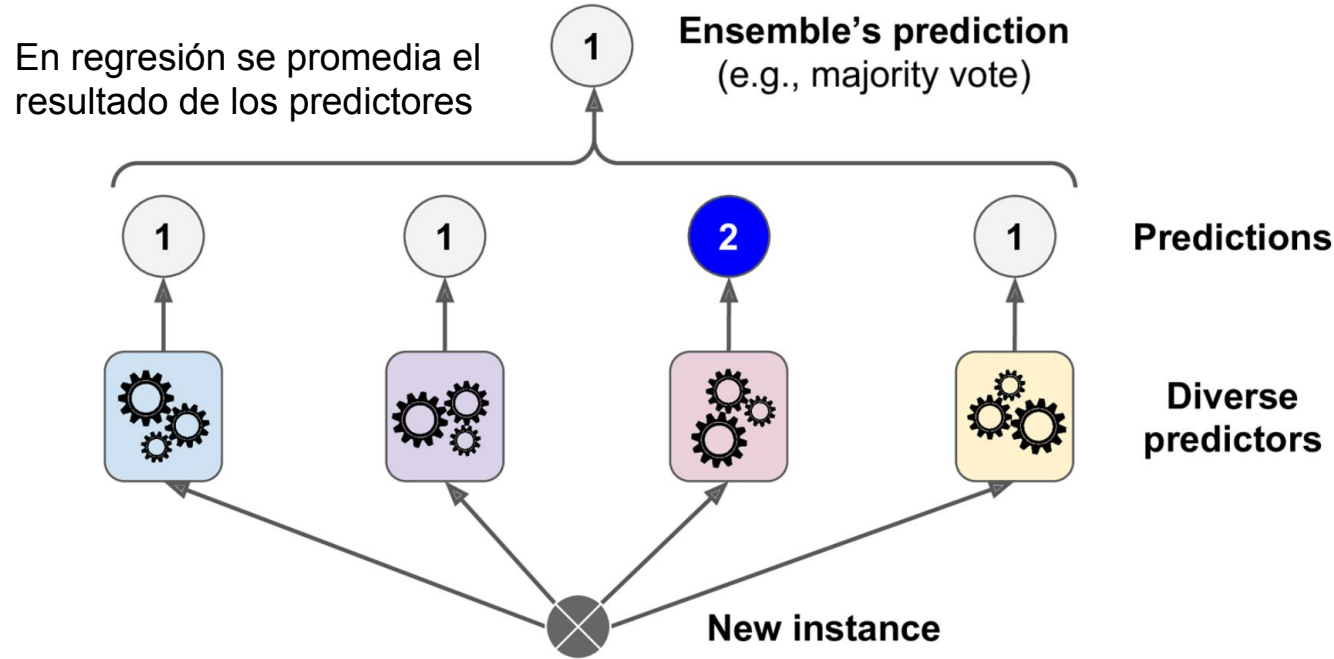 En regresión se promedia el
resultado de los predictores
1
Ensemble's prediction
(e.g., majority vote)
1
1
2
1
Predictions
Diverse
predictors
New instance